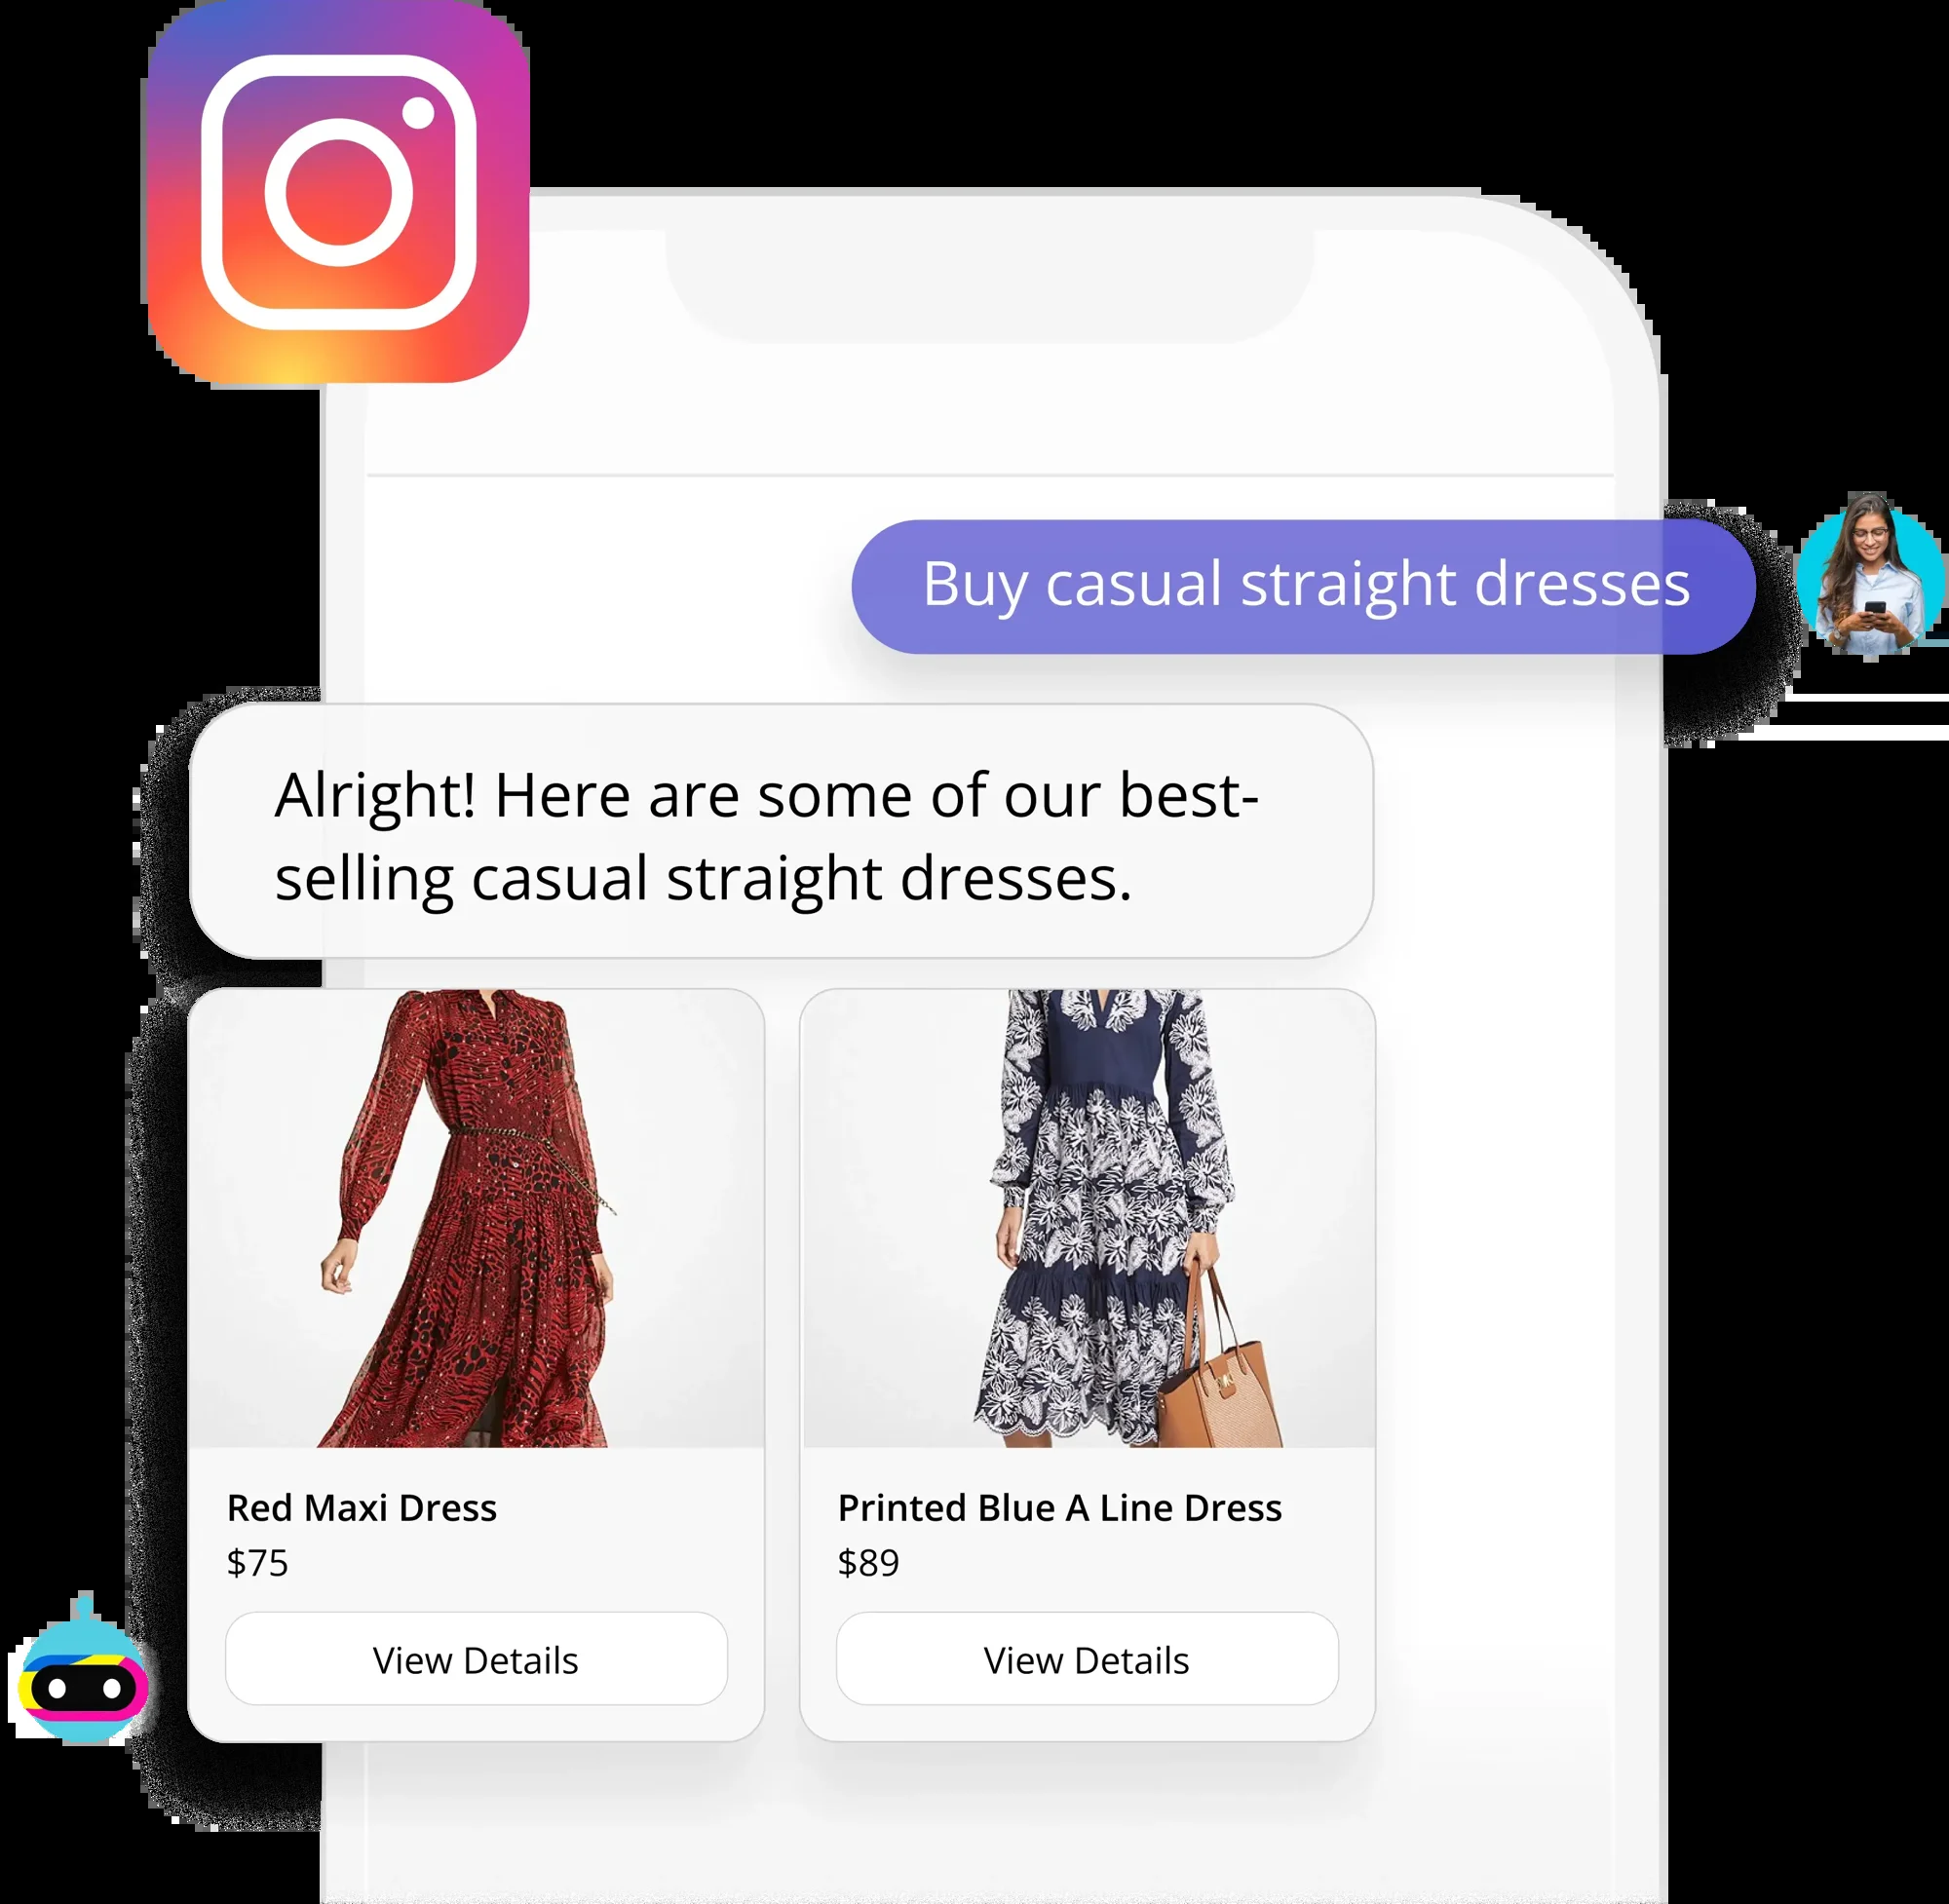 Buy casual straight dresses
Alright! Here are some of our best-
selling casual straight dresses.
Red Maxi Dress
$75
View Details
Printed Blue A Line Dress
$89
View Details